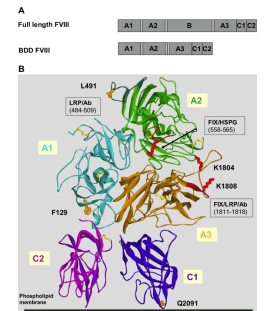 A
Full length FVIII
A1 A2 B A3 C1 C2
BDD FVIII
A1 A2 A3 C1 C2
B
L491
A2
LRP/Ab
(484-509)
FIX/HSPG
(558-565)
A1
K1804
K1808
FIX/LRP/Ab
(1811-1818)
F129
A3
C2
C1
Phospholipid
membrane
Q2091